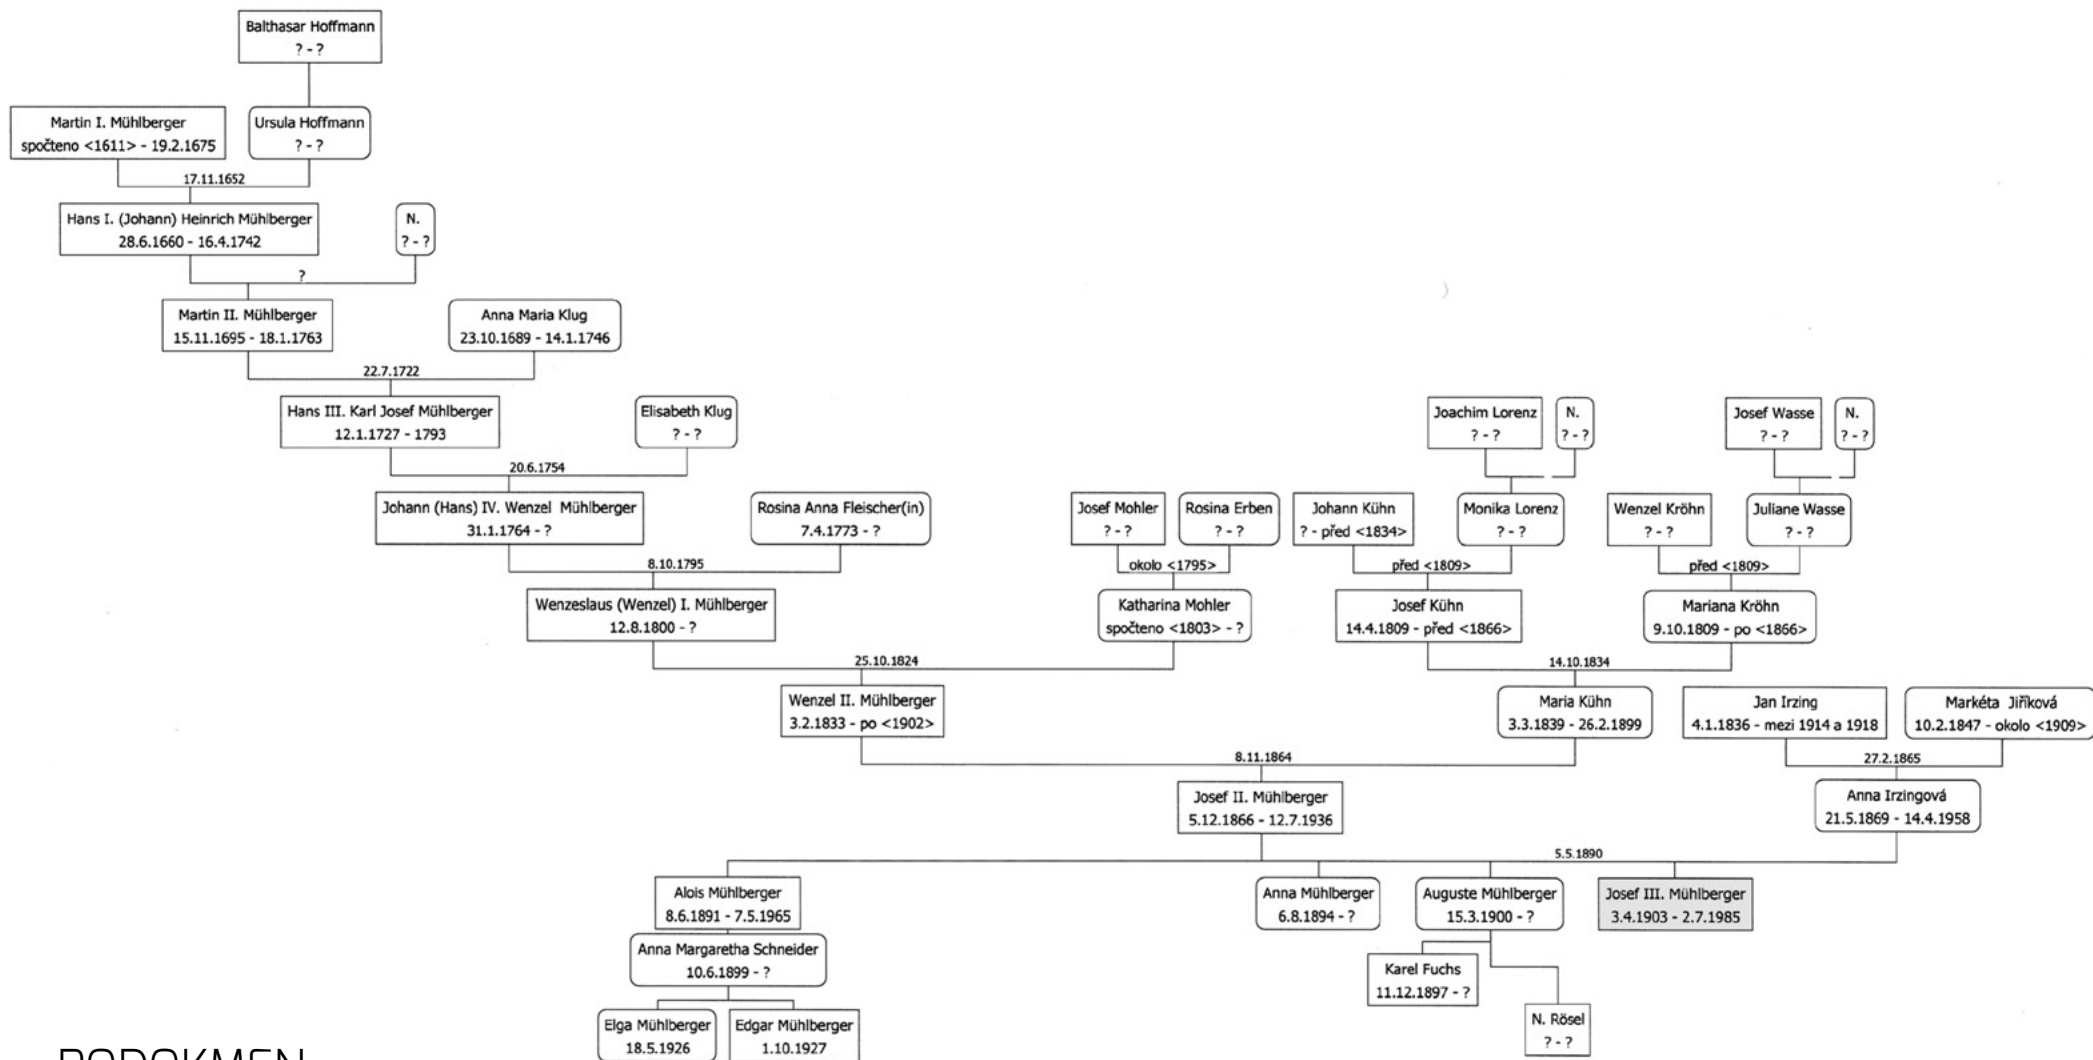 Balthasar Hoffmann
? - ?
Martin I. Mühlberger
spočteno <1611> - 19.2.1675
Ursula Hoffmann
? - ?
17.11.1652
Hans I. (Johann) Heinrich Mühlberger
28.6.1660 - 16.4.1742
N.
? - ?
?
Martin II. Mühlberger
15.11.1695 - 18.1.1763
Anna Maria Klug
23.10.1689 - 14.1.1746
22.7.1722
Hans III. Karl Josef Mühlberger
12.1.1727 - 1793
Elisabeth Klug
? - ?
Joachim Lorenz
? - ?
N.
? - ?
Josef Wasse
? - ?
N.
? - ?
20.6.1754
Johann (Hans) IV. Wenzel Mühlberger
31.1.1764 - ?
Rosina Anna Fleischer(in)
7.4.1773 - ?
Josef Mohler
? - ?
Rosina Erben
? - ?
Johann Kühn
? - před <1834>
Monika Lorenz
? - ?
Wenzel Kröhn
? - ?
Juliane Wasse
? - ?
8.10.1795
okolo <1795>
před <1809>
před <1809>
Wenzeslaus (Wenzel) I. Mühlberger
12.8.1800 - ?
Katharina Mohler
spočteno <1803> - ?
Josef Kühn
14.4.1809 - před <1866>
Mariana Kröhn
9.10.1809 - po <1866>
25.10.1824
14.10.1834
Wenzel II. Mühlberger
3.2.1833 - po <1902>
Maria Kühn
3.3.1839 - 26.2.1899
Jan Irzing
4.1.1836 - mezi 1914 a 1918
Markéta Jiříková
10.2.1847 - okolo <1909>
8.11.1864
27.2.1865
Josef II. Mühlberger
5.12.1866 - 12.7.1936
Anna Irzingová
21.5.1869 - 14.4.1958
5.5.1890
Alois Mühlberger
8.6.1891 - 7.5.1965
Anna Mühlberger
6.8.1894 - ?
Auguste Mühlberger
15.3.1900 - ?
Josef III. Mühlberger
3.4.1903 - 2.7.1985
Anna Margaretha Schneider
10.6.1899 - ?
Karel Fuchs
11.12.1897 - ?
Elga Mühlberger
18.5.1926
Edgar Mühlberger
1.10.1927
N. Rösel
? - ?
RODOKMEN